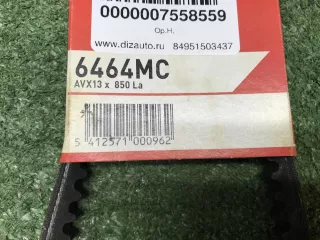 0000007558559
Ор.Н.
www.dizauto.ru 84951503437
6464MC
AVX13 x 850 La
5 412571 000962